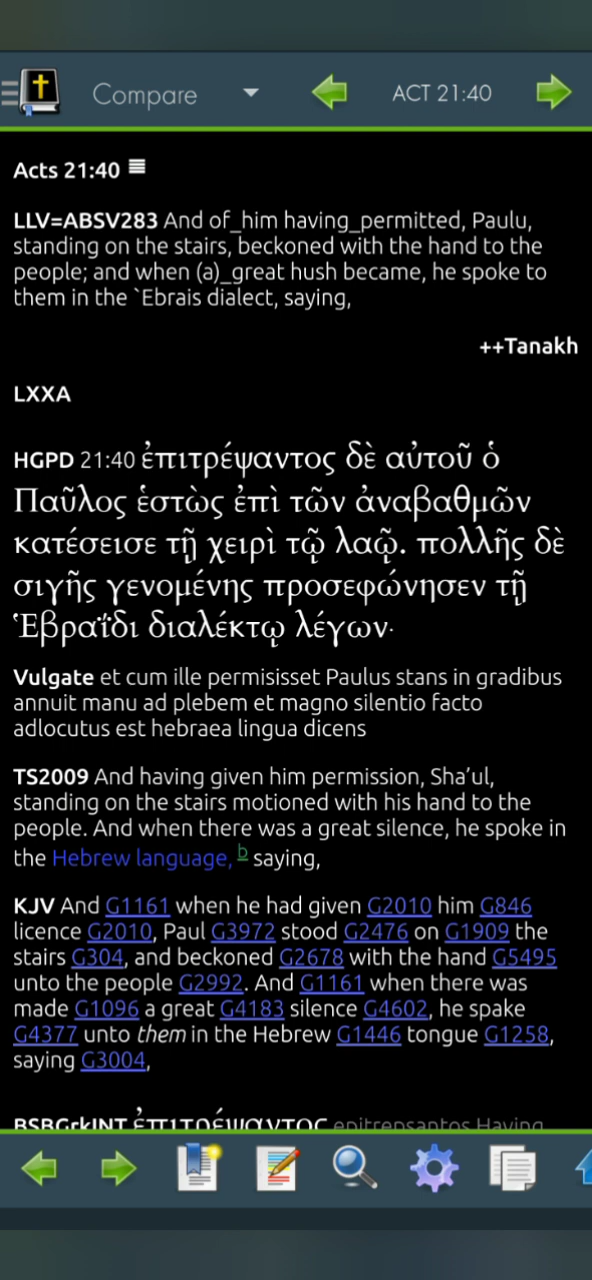 Compare
ACT 21:40
Acts 21:40
LLV=ABSV283 And of_him having_permitted, Paulu,
standing on the stairs, beckoned with the hand to the
people; and when (a)_great hush became, he spoke to
them in the `Ebrais dialect, saying,
++Tanakh
LXXA
HGPD 21:40 ἐπιτρέψαντος δὲ αὐτοῦ ὁ
Παῦλος ἑστὼς ἐπὶ τῶν ἀναβαθμῶν
κατέσεισε τῇ χειρὶ τῷ λαῷ. πολλῆς δὲ
σιγῆς γενομένης προσεφώνησεν τῇ
Ἑβραΐδι διαλέκτῳ λέγων·
Vulgate et cum ille permisisset Paulus stans in gradibus
annuit manu ad plebem et magno silentio facto
adlocutus est hebraea lingua dicens
TS2009 And having given him permission, Sha’ul,
standing on the stairs motioned with his hand to the
people. And when there was a great silence, he spoke in
the Hebrew language, b saying,
KJV And G1161 when he had given G2010 him G846
licence G2010, Paul G3972 stood G2476 on G1909 the
stairs G304, and beckoned G2678 with the hand G5495
unto the people G2992. And G1161 when there was
made G1096 a great G4183 silence G4602, he spake
G4377 unto them in the Hebrew G1446 tongue G1258,
saying G3004,
BSBGrkINT ἐπιτρέψαντος epitrepsantos Having